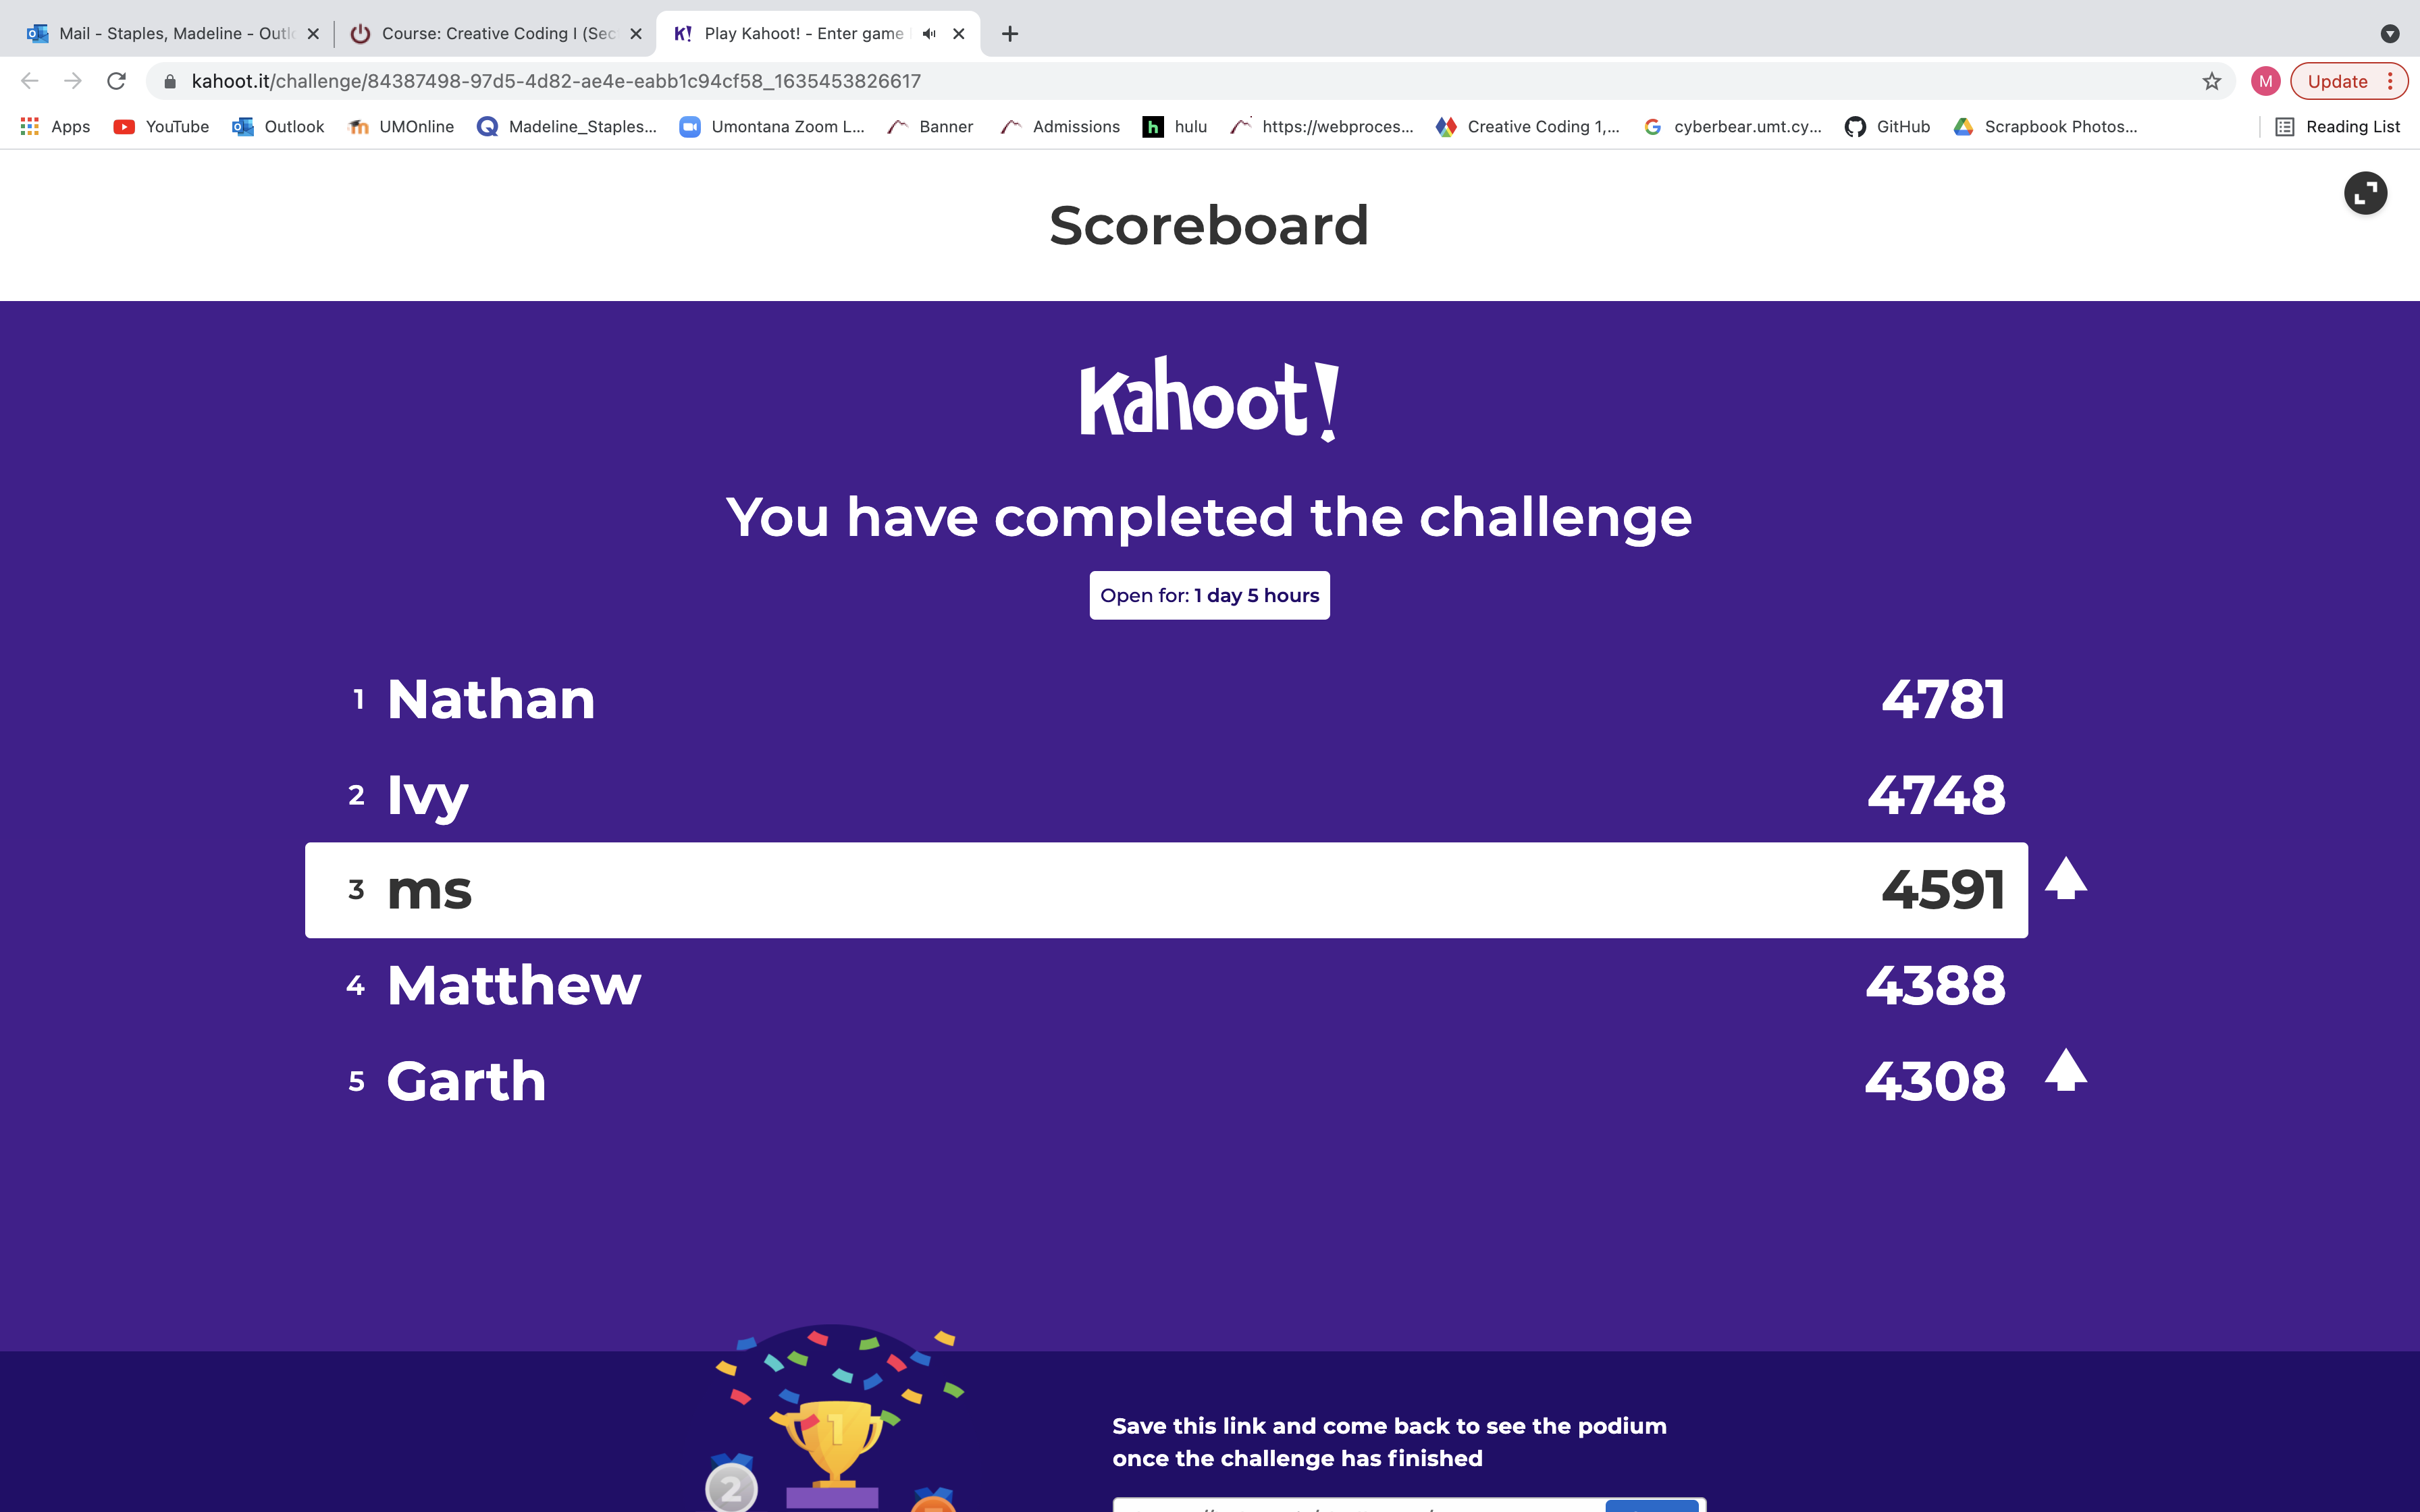 Mail - Staples, Madeline - Outlo
Course: Creative Coding I (Sec
Play Kahoot! - Enter game
kahoot.it/challenge/84387498-97d5-4d82-ae4e-eabb1c94cf58_1635453826617
M
Update
Apps
YouTube
Outlook
UMOnline
Madeline_Staples...
Umontana Zoom L...
Banner
Admissions
h hulu
https://webproces...
Creative Coding 1,...
cyberbear.umt.cy...
GitHub
Scrapbook Photos...
Reading List
Scoreboard
Kahoot!
You have completed the challenge
Open for: 1 day 5 hours
1 Nathan 4781
2 Ivy 4748
3 ms 4591
4 Matthew 4388
5 Garth 4308
1
2
Save this link and come back to see the podium
once the challenge has finished